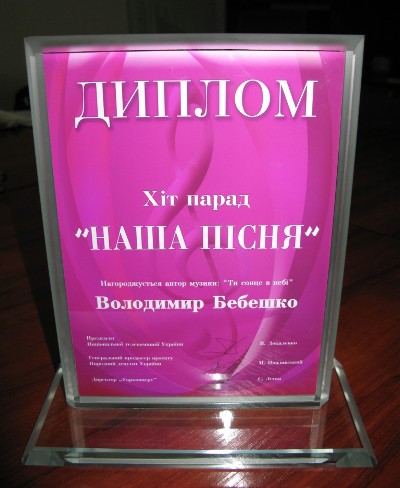 ДИПЛОМ
Хіт парад
"НАША ПІСНЯ"
Нагороджується автор музики: "Ти сонце в небі"
Володимир Бебешко
Президент
Національної телекомпанії України
Генеральний продюсер проекту
Народний депутат України
Директор